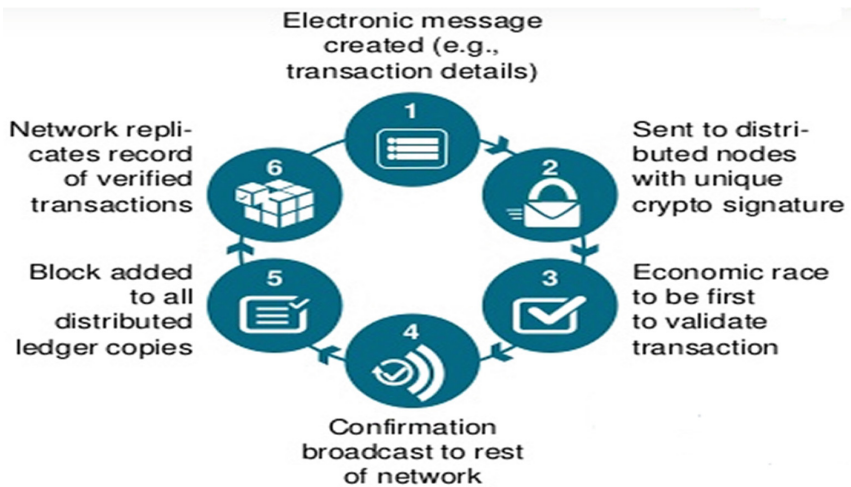 Electronic message
created (e.g.,
transaction details)
1
2
Sent to distri-
buted nodes
with unique
crypto signature
3
Economic race
to be first
to validate
transaction
4
Confirmation
broadcast to rest
of network
5
Block added
to all
distributed
ledger copies
6
Network repli-
cates record
of verified
transactions